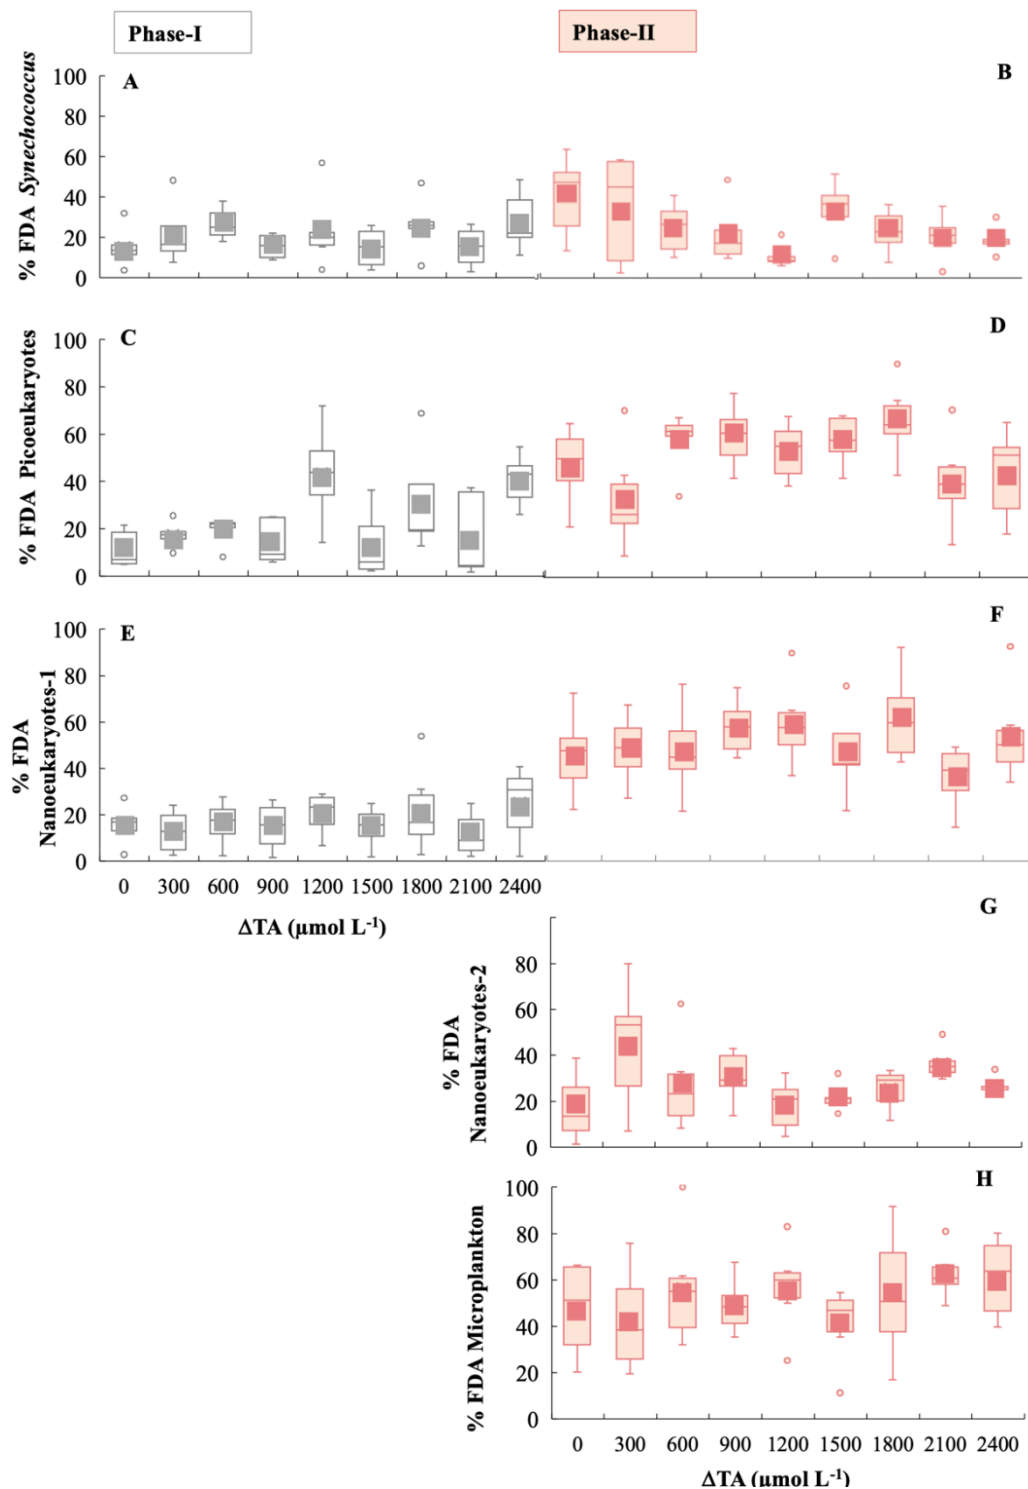 Phase-I
Phase-II
A
B
% FDA Synechococcus
100
80
60
40
20
0
C
D
% FDA Picoeukaryotes
100
80
60
40
20
0
E
F
% FDA
Nanoeukaryotes-1
100
80
60
40
20
0
0 300 600 900 1200 1500 1800 2100 2400
ΔTA (µmol L⁻¹)
G
% FDA
Nanoeukaryotes-2
80
60
40
20
0
H
% FDA Microplankton
100
80
60
40
20
0
0 300 600 900 1200 1500 1800 2100 2400
ΔTA (µmol L⁻¹)